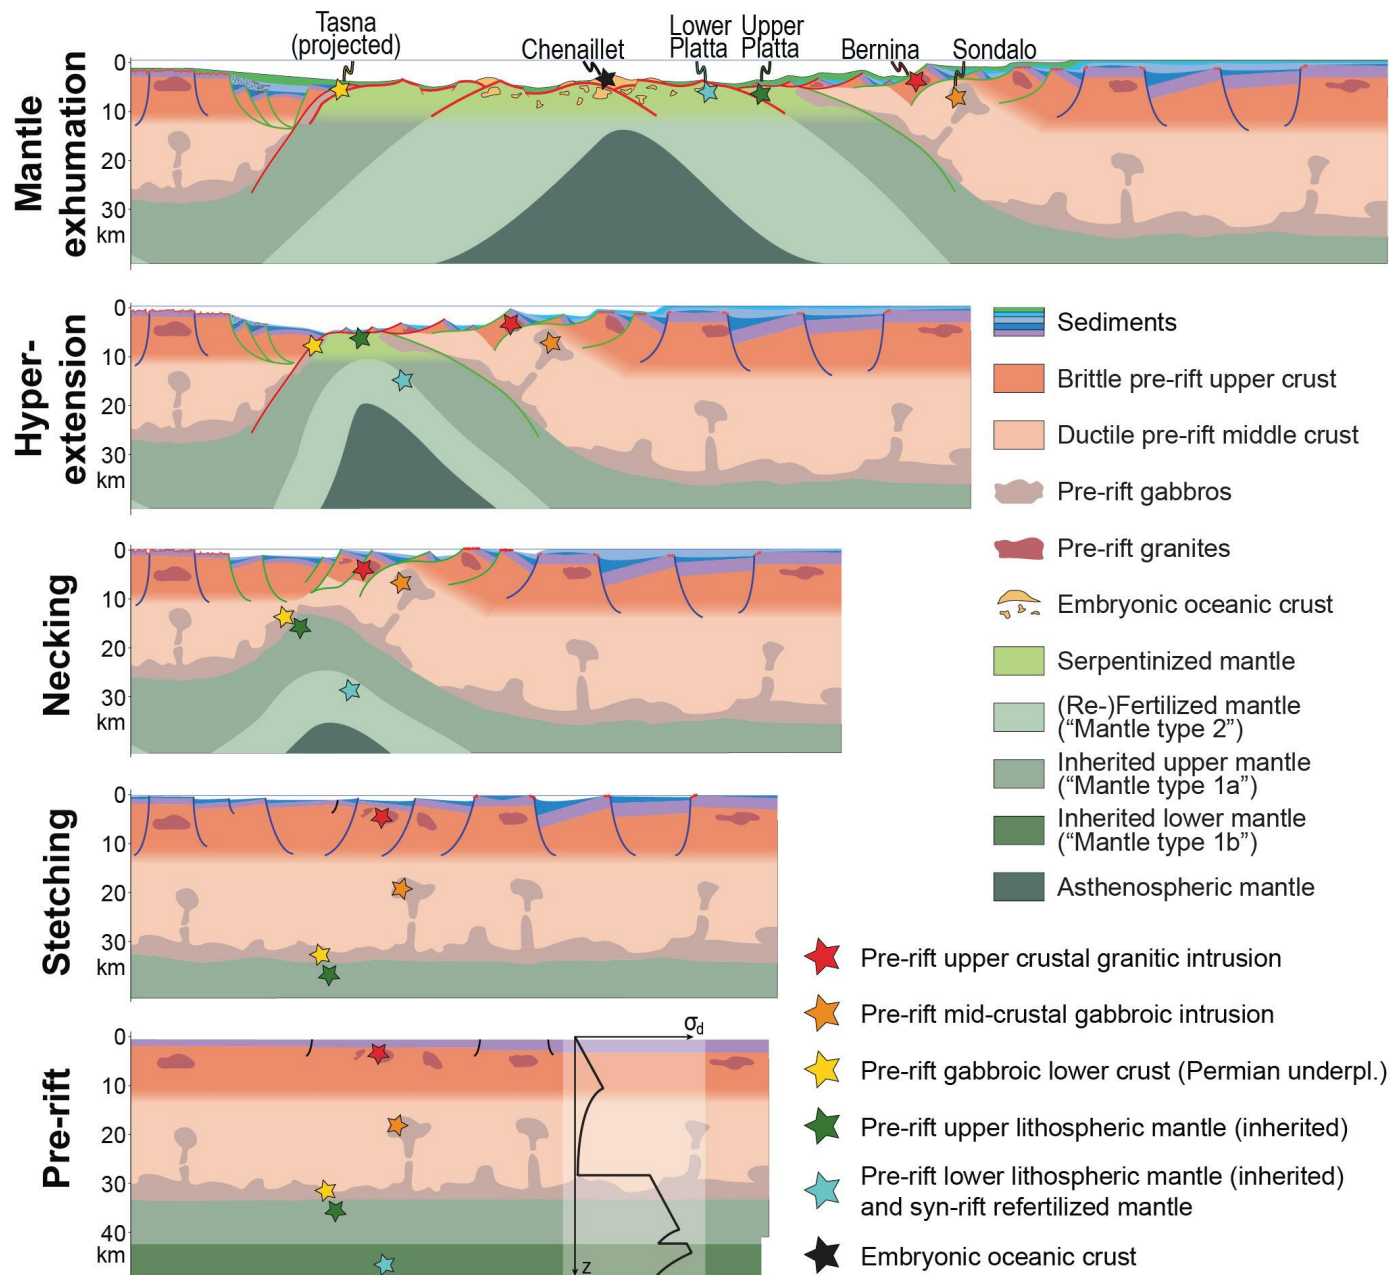 Tasna
(projected)
Chenaillet
Lower
Platta
Upper
Platta
Bernina
Sondalo
Mantle
exhumation
0
10
20
30
km
Hyper-
extension
0
10
20
30
km
Necking
0
10
20
30
km
Stetching
0
10
20
30
km
Pre-rift
0
10
20
30
40
km
σd
z
Sediments
Brittle pre-rift upper crust
Ductile pre-rift middle crust
Pre-rift gabbros
Pre-rift granites
Embryonic oceanic crust
Serpentinized mantle
(Re-)Fertilized mantle
(“Mantle type 2”)
Inherited upper mantle
(“Mantle type 1a”)
Inherited lower mantle
(“Mantle type 1b”)
Asthenospheric mantle
Pre-rift upper crustal granitic intrusion
Pre-rift mid-crustal gabbroic intrusion
Pre-rift gabbroic lower crust (Permian underpl.)
Pre-rift upper lithospheric mantle (inherited)
Pre-rift lower lithospheric mantle (inherited)
and syn-rift refertilized mantle
Embryonic oceanic crust